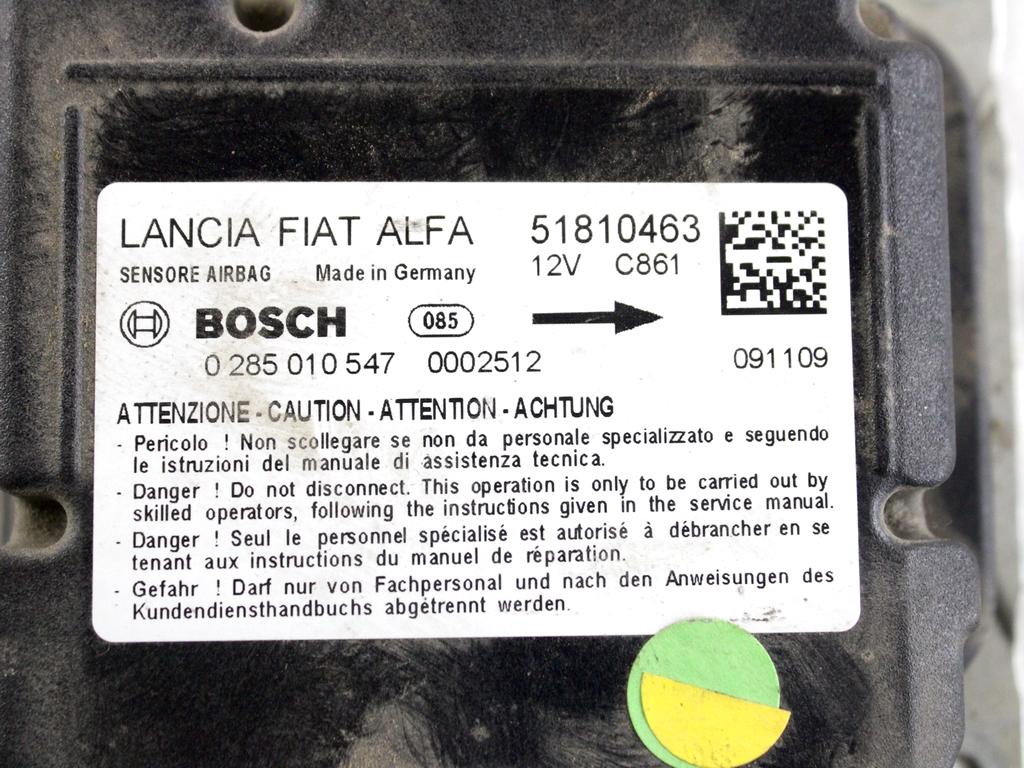 LANCIA FIAT ALFA 51810463
SENSORE AIRBAG Made in Germany 12V C861
BOSCH 085
0 285 010 547 0002512 091109
ATTENZIONE - CAUTION - ATTENTION - ACHTUNG
- Pericolo ! Non scollegare se non da personale specializzato e seguendo
le istruzioni del manuale di assistenza tecnica.
- Danger ! Do not disconnect. This operation is only to be carried out by
skilled operators, following the instructions given in the service manual.
- Danger ! Seul le personnel spécialisé est autorisé à débrancher en se
tenant aux instructions du manuel de réparation.
- Gefahr ! Darf nur von Fachpersonal und nach den Anweisungen des
Kundendiensthandbuchs abgetrennt werden.